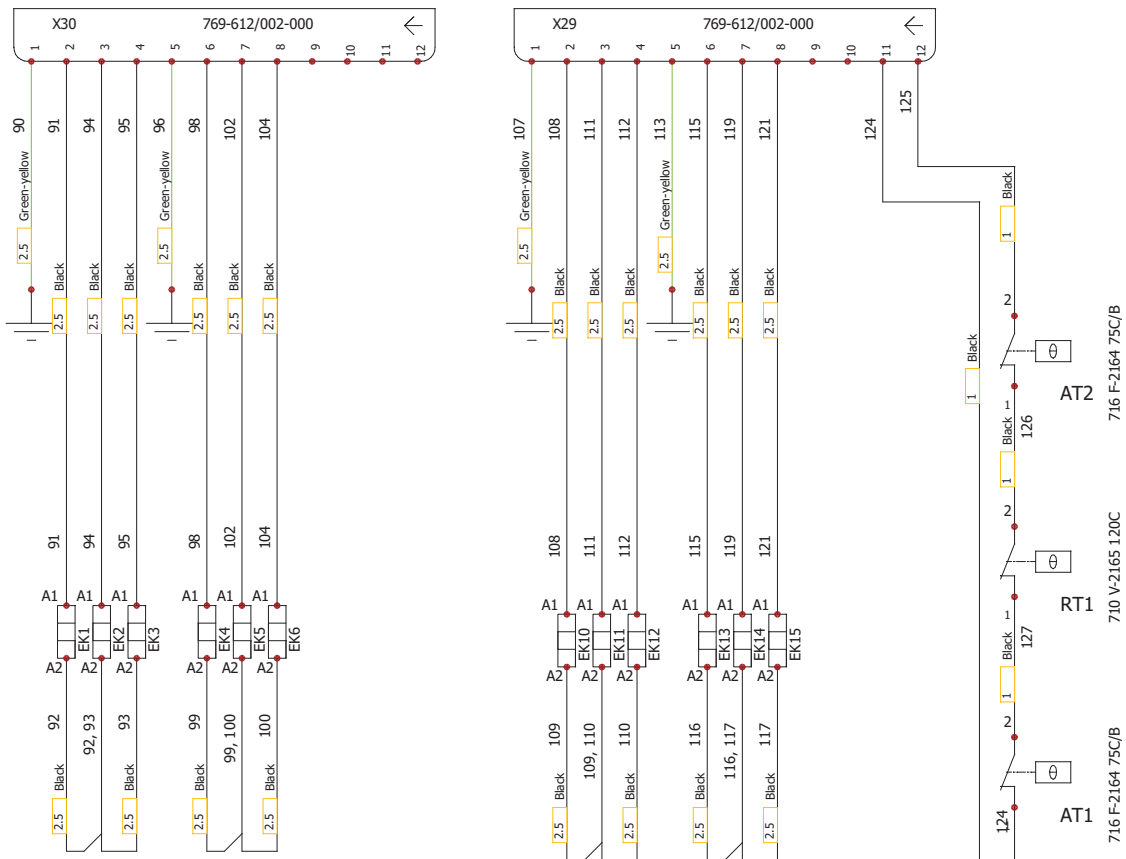 X30 769-612/002-000
X29 769-612/002-000
1 2 3 4 5 6 7 8 9 10 11 12
1 2 3 4 5 6 7 8 9 10 11 12
90 91 94 95 96 98 102 104
107 108 111 112 113 115 119 121 124 125
Green-yellow Green-yellow Green-yellow Green-yellow
2.5 2.5 2.5 2.5
Black Black Black Black Black Black
2.5 2.5 2.5 2.5 2.5 2.5
Black Black Black Black Black Black
2.5 2.5 2.5 2.5 2.5 2.5
Black
1
2
θ
AT2
716 F-2164 75C/B
1
Black
1
Black
126
1
2
θ
RT1
710 V-2165 120C
1
Black
127
1
2
θ
AT1
716 F-2164 75C/B
124
91 94 95 98 102 104
A1 A1 A1 A1 A1 A1
EK1 EK2 EK3 EK4 EK5 EK6
A2 A2 A2 A2 A2 A2
92 92, 93 93 99 99, 100 100
Black Black Black Black
2.5 2.5 2.5 2.5
108 111 112 115 119 121
A1 A1 A1 A1 A1 A1
EK10 EK11 EK12 EK13 EK14 EK15
A2 A2 A2 A2 A2 A2
109 109, 110 110 116 116, 117 117
Black Black Black Black
2.5 2.5 2.5 2.5